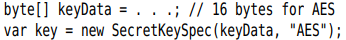 byte[] keyData = . . .; // 16 bytes for AES
var key = new SecretKeySpec(keyData, "AES");